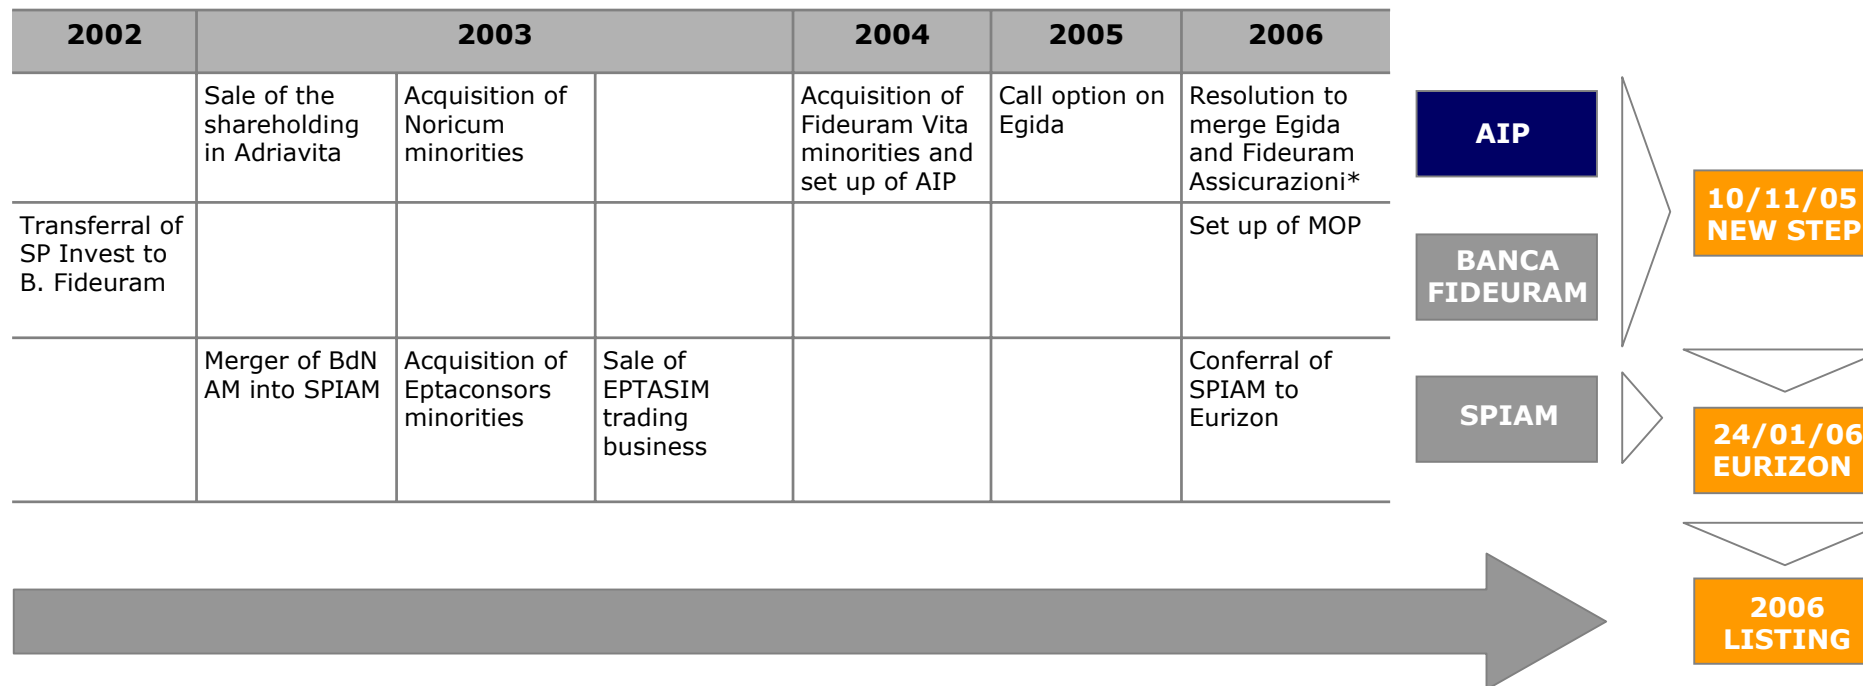 2002
2003
2004
2005
2006
Sale of the
shareholding
in Adriavita
Acquisition of
Noricum
minorities
Acquisition of
Fideuram Vita
minorities and
set up of AIP
Call option on
Egida
Resolution to
merge Egida
and Fideuram
Assicurazioni*
AIP
10/11/05
NEW STEP
Transferral of
SP Invest to
B. Fideuram
Set up of MOP
BANCA
FIDEURAM
Merger of BdN
AM into SPIAM
Acquisition of
Eptaconsors
minorities
Sale of
EPTASIM
trading
business
Conferral of
SPIAM to
Eurizon
SPIAM
24/01/06
EURIZON
2006
LISTING